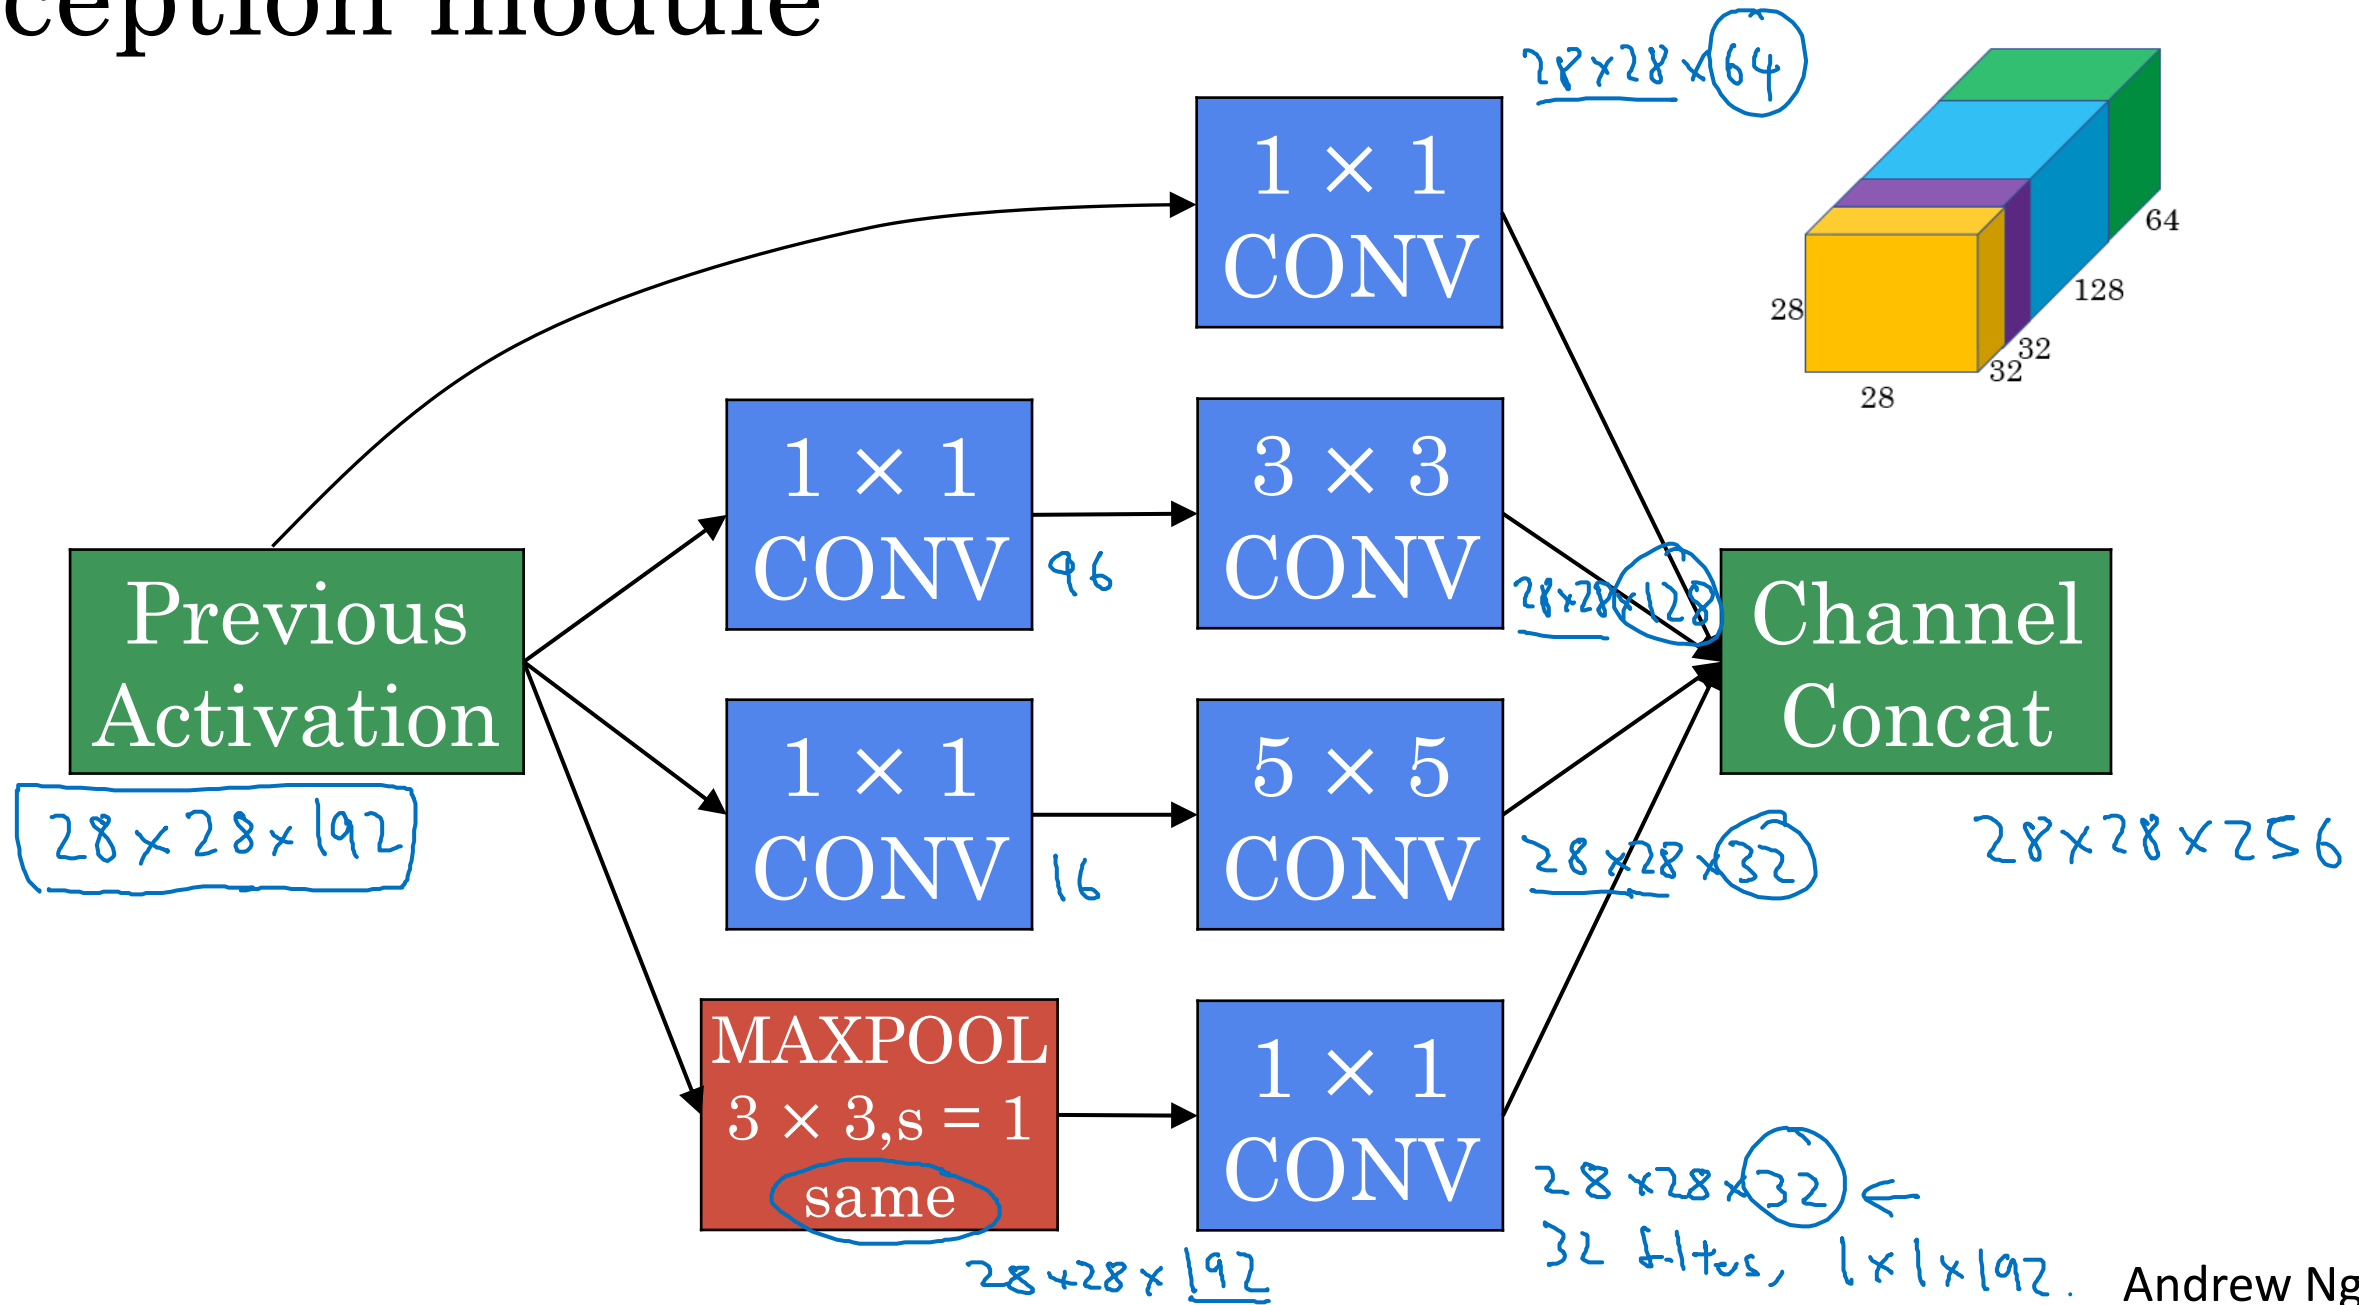 ception module
28×28×64
1 × 1
CONV
64
128
32
32
28
28
1 × 1
CONV
96
3 × 3
CONV
28×28×128
Previous
Activation
28×28×192
1 × 1
CONV
16
5 × 5
CONV
28×28×32
Channel
Concat
28×28×256
MAXPOOL
3 × 3,s = 1
same
28×28×192
1 × 1
CONV
28×28×32 ←
32 filters, 1×1×192.
Andrew Ng